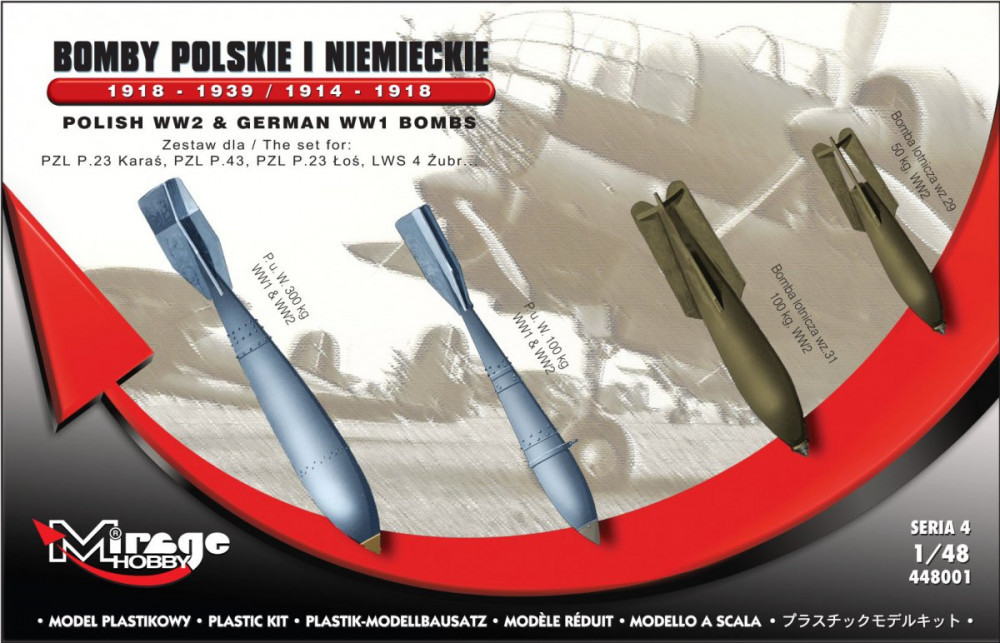 BOMBY POLSKIE I NIEMIECKIE
1918 - 1939 / 1914 - 1918
POLISH WW2 & GERMAN WW1 BOMBS
Zestaw dla / The set for:
PZL P.23 Karaś, PZL P.43, PZL P.23 Łoś, LWS 4 Żubr...
P. u. W. 300 kg
WW1 & WW2
P. u. W. 100 kg
WW1 & WW2
Bomba lotnicza wz.31
100 kg, WW2
Bomba lotnicza wz.29
50 kg, WW2
Mirage®
HOBBY
SERIA 4
1/48
448001
• MODEL PLASTIKOWY • PLASTIC KIT • PLASTIK-MODELLBAUSATZ • MODÈLE RÉDUIT • MODELLO A SCALA • プラスチックモデルキット •